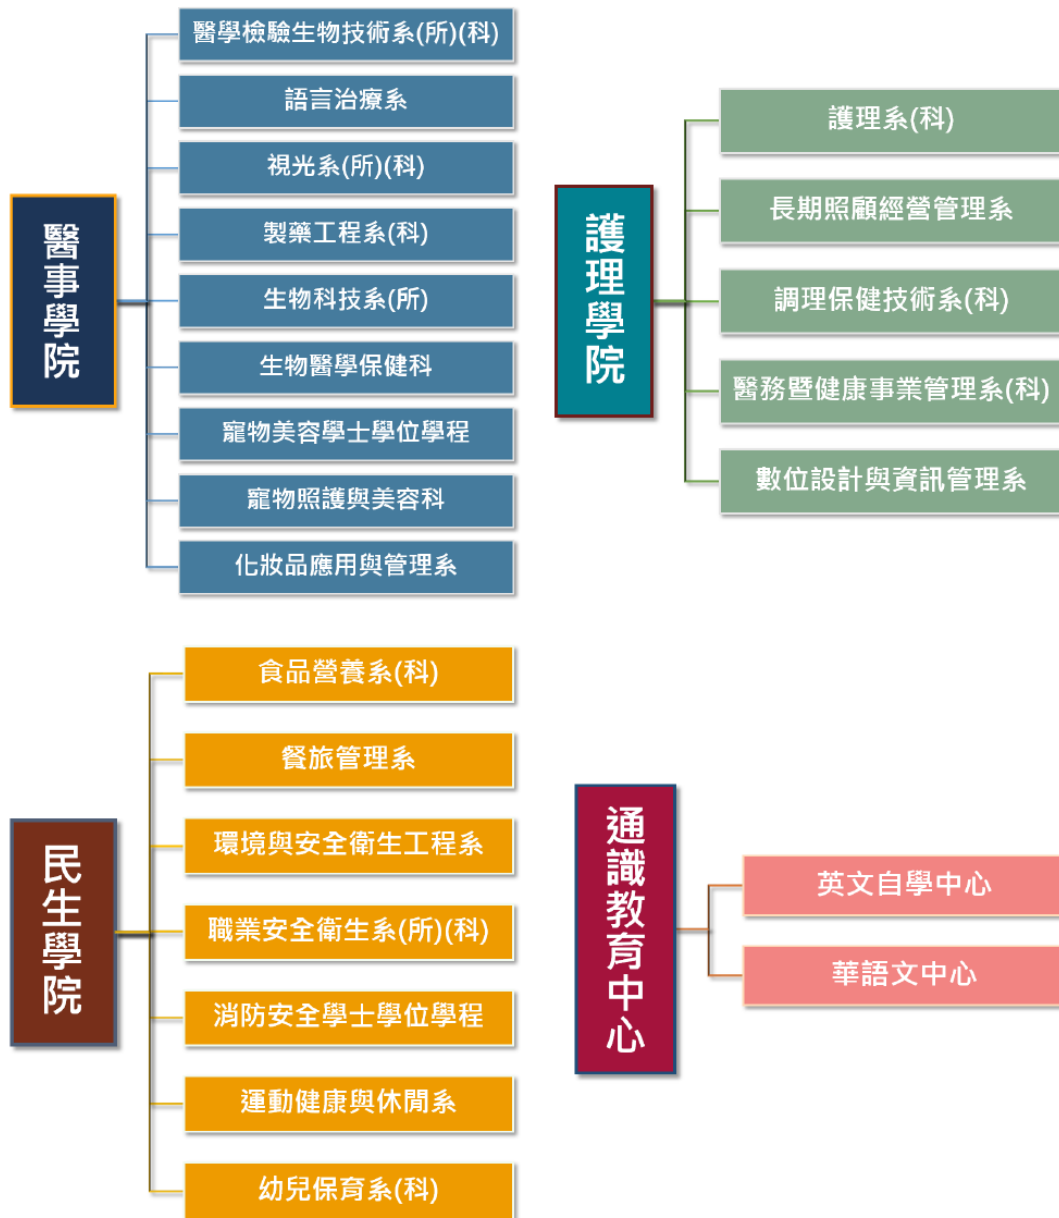 醫事學院
醫學檢驗生物技術系(所)(科)
語言治療系
視光系(所)(科)
製藥工程系(科)
生物科技系(所)
生物醫學保健科
寵物美容學士學位學程
寵物照護與美容科
化妝品應用與管理系
護理學院
護理系(科)
長期照顧經營管理系
調理保健技術系(科)
醫務暨健康事業管理系(科)
數位設計與資訊管理系
民生學院
食品營養系(科)
餐旅管理系
環境與安全衛生工程系
職業安全衛生系(所)(科)
消防安全學士學位學程
運動健康與休閒系
幼兒保育系(科)
通識教育中心
英文自學中心
華語文中心